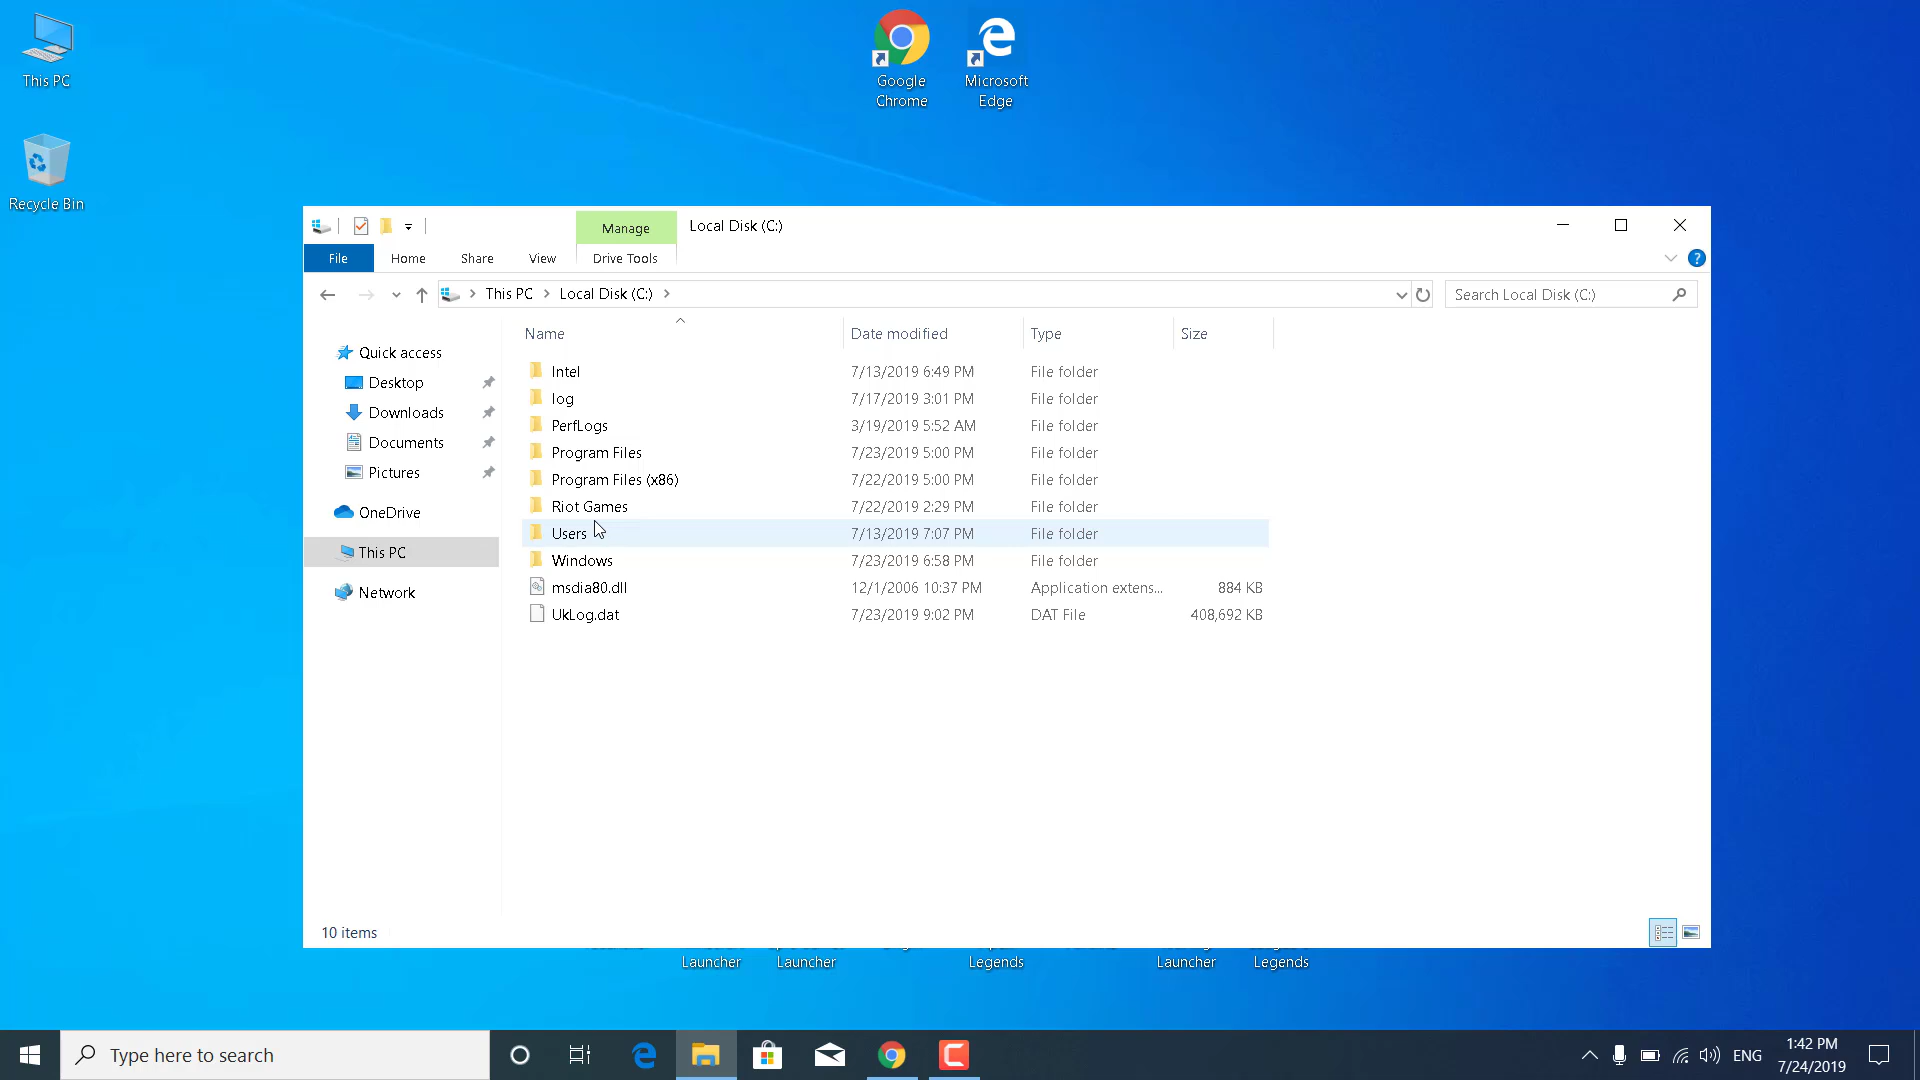 This PC
Google
Chrome
Microsoft
Edge
Recycle Bin
Manage
Local Disk (C:)
File
Home
Share
View
Drive Tools
This PC
Local Disk (C:)
Search Local Disk (C:)
Name
Date modified
Type
Size
Quick access
Desktop
Downloads
Documents
Pictures
OneDrive
This PC
Network
Intel 7/13/2019 6:49 PM File folder
log 7/17/2019 3:01 PM File folder
PerfLogs 3/19/2019 5:52 AM File folder
Program Files 7/23/2019 5:00 PM File folder
Program Files (x86) 7/22/2019 5:00 PM File folder
Riot Games 7/22/2019 2:29 PM File folder
Users 7/13/2019 7:07 PM File folder
Windows 7/23/2019 6:58 PM File folder
msdia80.dll 12/1/2006 10:37 PM Application extens... 884 KB
UkLog.dat 7/23/2019 9:02 PM DAT File 408,692 KB
10 items
Launcher
Launcher
Legends
Launcher
Legends
Type here to search
ENG
1:42 PM
7/24/2019